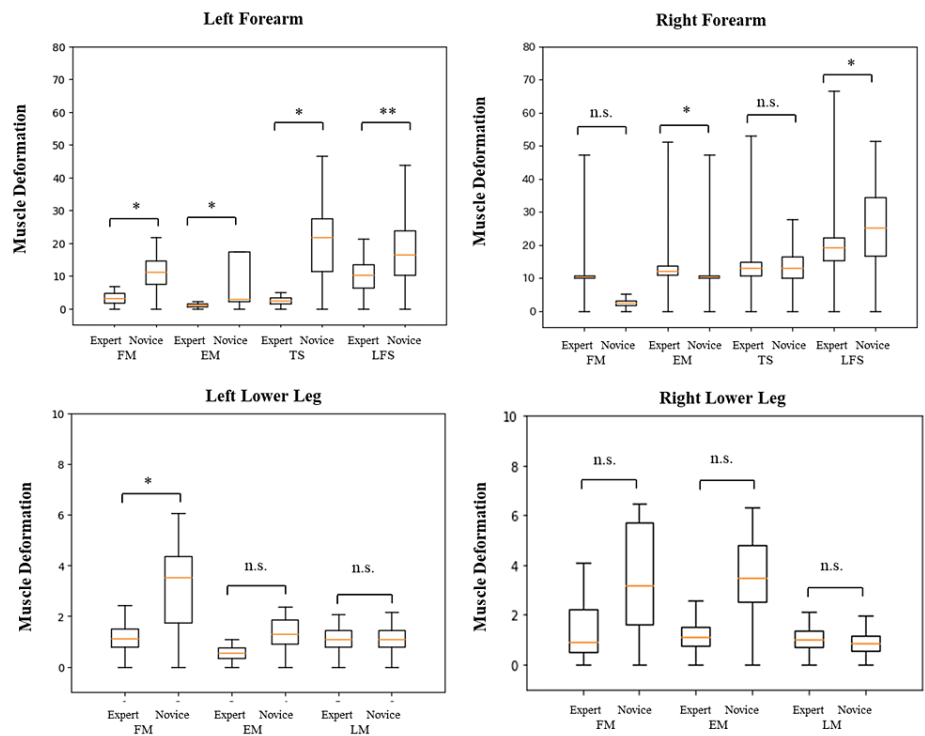 Left Forearm
Muscle Deformation
80
70
60
50
40
30
20
10
0
*
*
*
**
Expert Novice Expert Novice Expert Novice Expert Novice
FM EM TS LFS
Right Forearm
Muscle Deformation
80
70
60
50
40
30
20
10
0
n.s.
*
n.s.
*
Expert Novice Expert Novice Expert Novice Expert Novice
FM EM TS LFS
Left Lower Leg
Muscle Deformation
10
8
6
4
2
0
*
n.s.
n.s.
Expert Novice Expert Novice Expert Novice
FM EM LM
Right Lower Leg
Muscle Deformation
10
8
6
4
2
0
n.s.
n.s.
n.s.
Expert Novice Expert Novice Expert Novice
FM EM LM